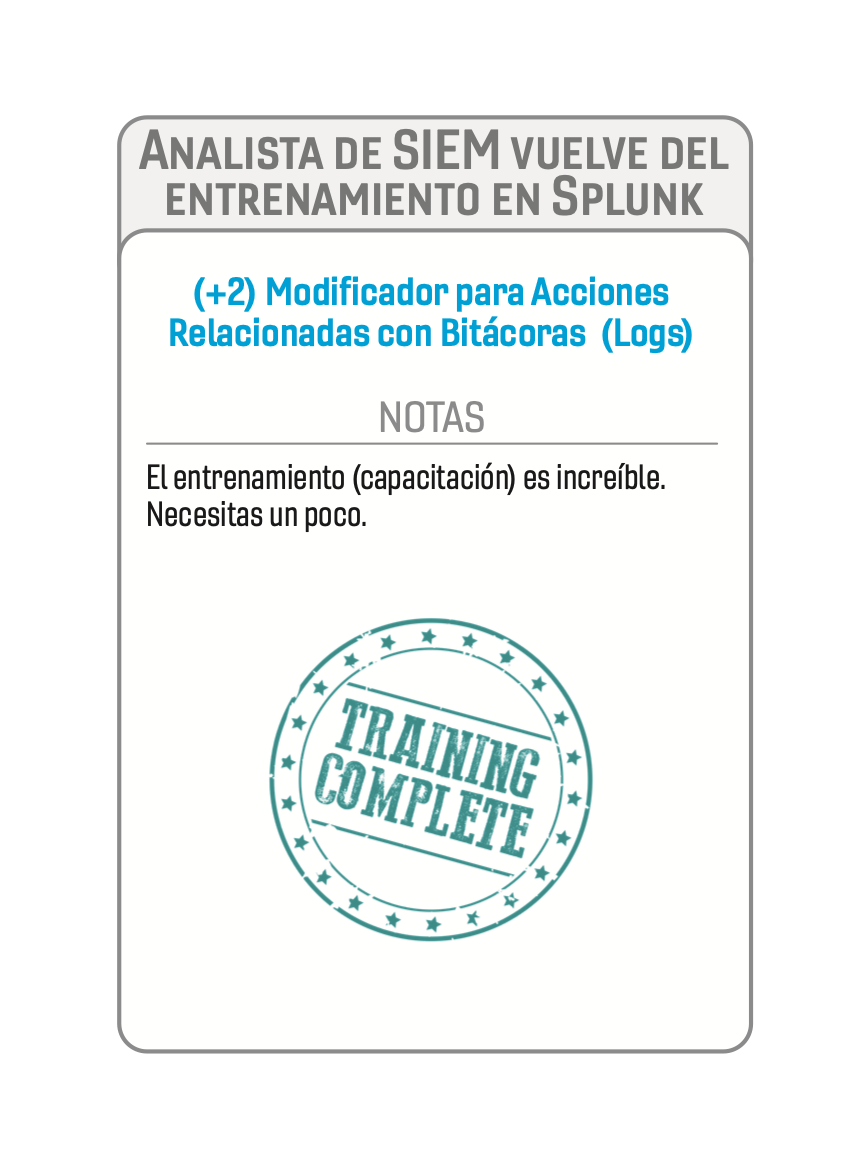 Analista de SIEM vuelve del
entrenamiento en Splunk
(+2) Modificador para Acciones
Relacionadas con Bitácoras (Logs)
NOTAS
El entrenamiento (capacitación) es increíble.
Necesitas un poco.
TRAINING
COMPLETE